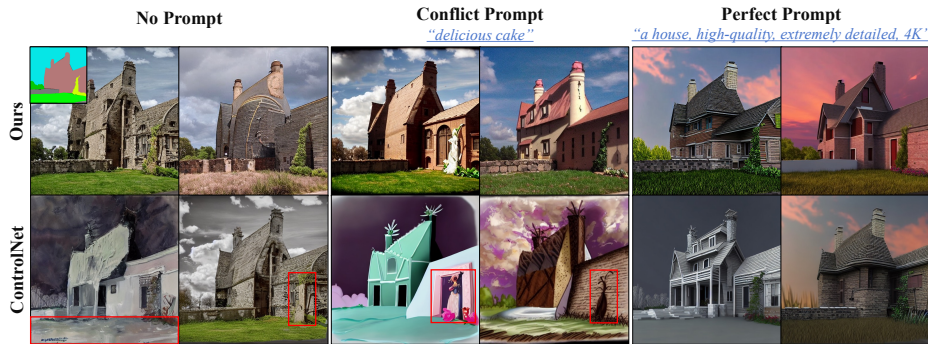 No Prompt
Conflict Prompt
"delicious cake"
Perfect Prompt
"a house, high-quality, extremely detailed, 4K"
Ours
ControlNet